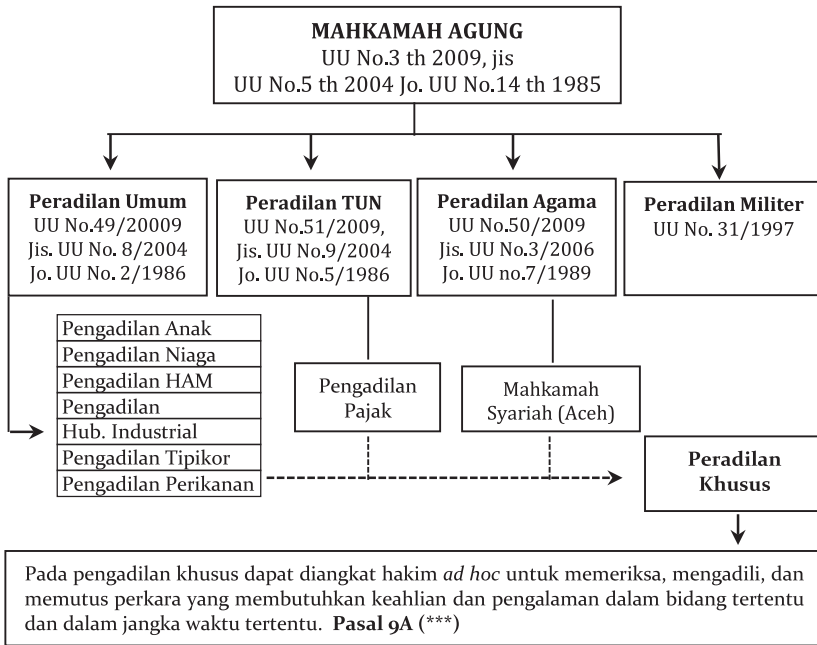 MAHKAMAH AGUNG
UU No.3 th 2009, jis
UU No.5 th 2004 Jo. UU No.14 th 1985
Peradilan Umum
UU No.49/20009
Jis. UU No. 8/2004
Jo. UU No. 2/1986
Peradilan TUN
UU No.51/2009,
Jis. UU No.9/2004
Jo. UU No.5/1986
Peradilan Agama
UU No.50/2009
Jis. UU No.3/2006
Jo. UU no.7/1989
Peradilan Militer
UU No. 31/1997
Pengadilan Anak
Pengadilan Niaga
Pengadilan HAM
Pengadilan
Hub. Industrial
Pengadilan Tipikor
Pengadilan Perikanan
Pengadilan
Pajak
Mahkamah
Syariah (Aceh)
Peradilan
Khusus
Pada pengadilan khusus dapat diangkat hakim ad hoc untuk memeriksa, mengadili, dan
memutus perkara yang membutuhkan keahlian dan pengalaman dalam bidang tertentu
dan dalam jangka waktu tertentu. Pasal 9A (***)